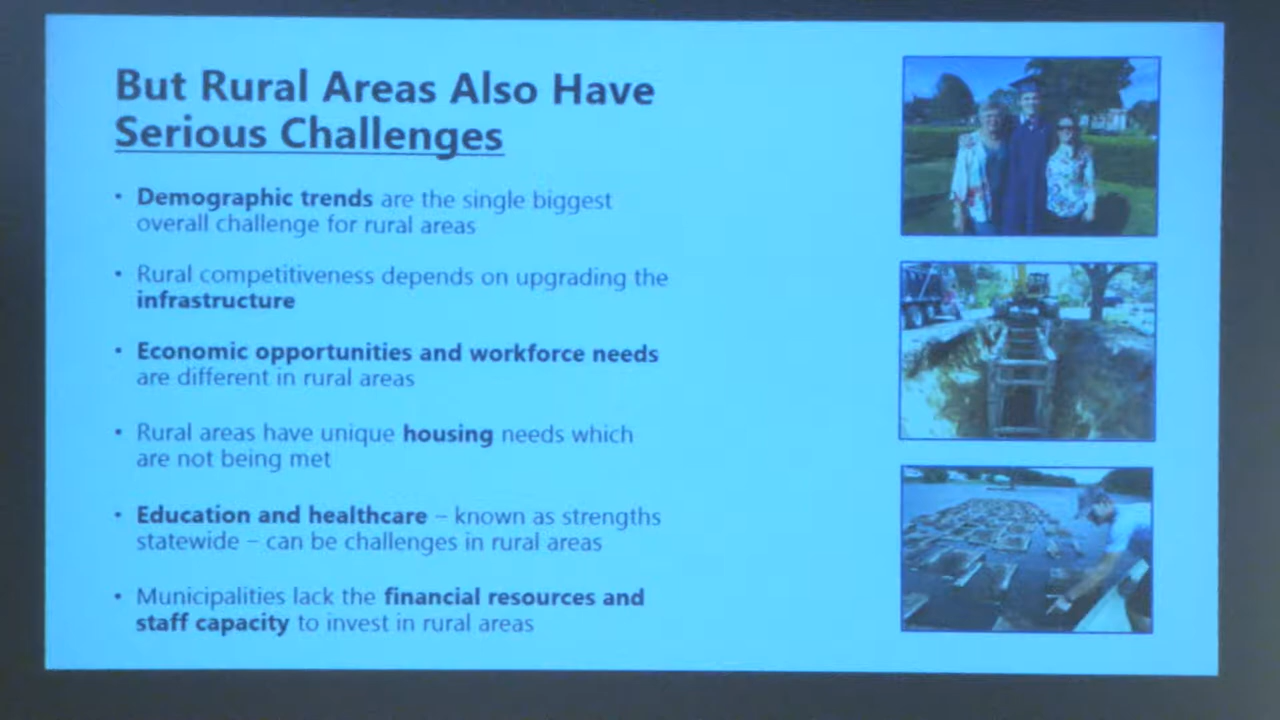 But Rural Areas Also Have
Serious Challenges
• Demographic trends are the single biggest
overall challenge for rural areas
• Rural competitiveness depends on upgrading the
infrastructure
• Economic opportunities and workforce needs
are different in rural areas
• Rural areas have unique housing needs which
are not being met
• Education and healthcare – known as strengths
statewide – can be challenges in rural areas
• Municipalities lack the financial resources and
staff capacity to invest in rural areas